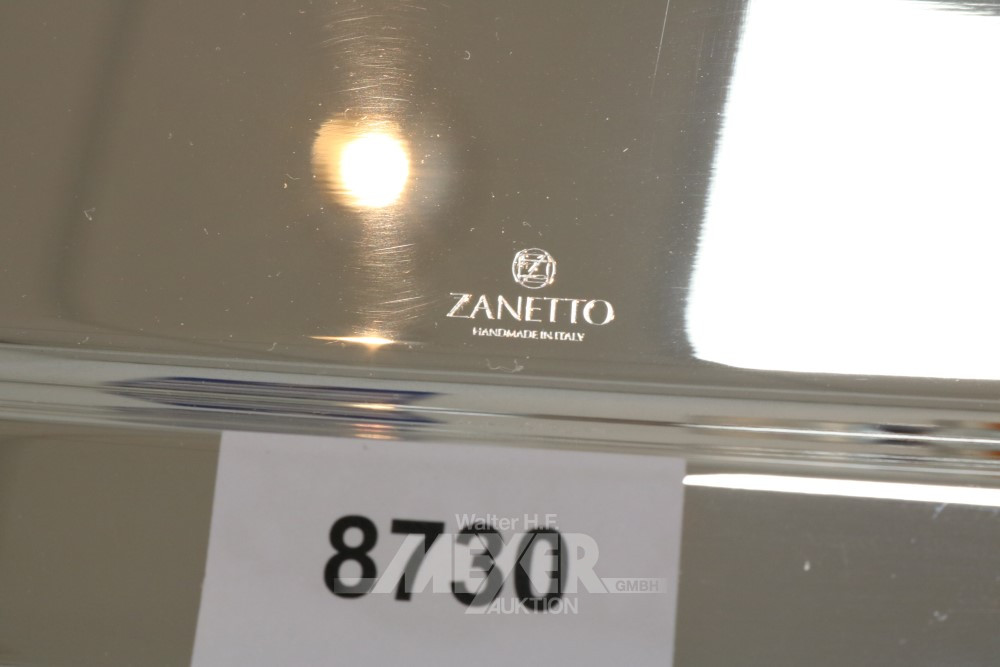 ZANETTO
HANDMADE IN ITALY
8730
Walter H.F.
MEYER
GMBH
AUKTION